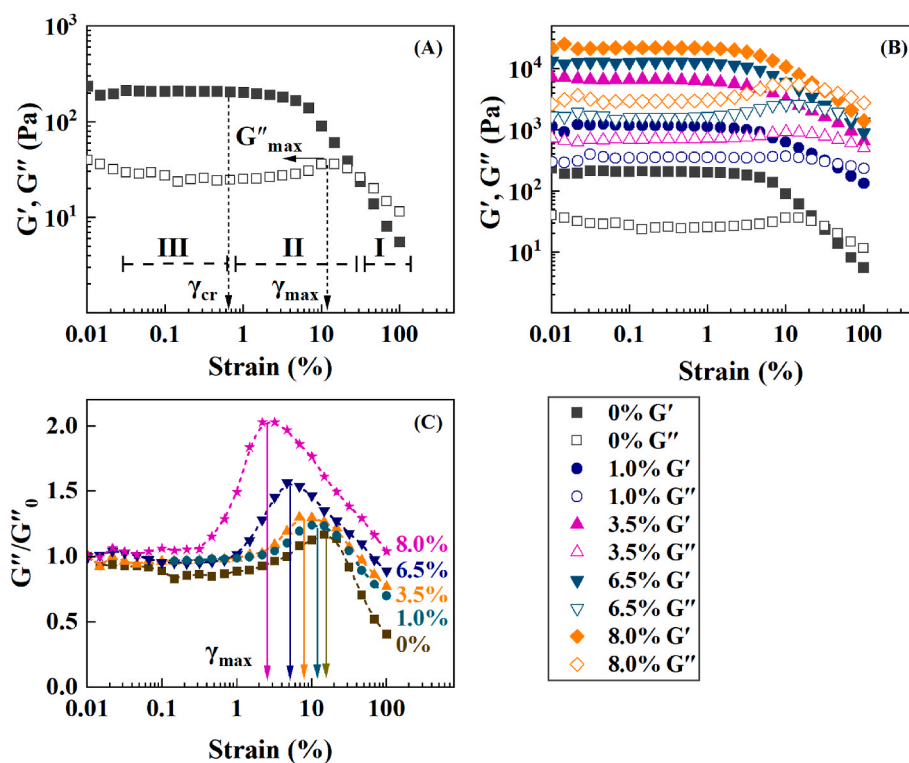 (A)
10³
10²
10¹
G′, G″ (Pa)
G″max
III
II
I
γcr
γmax
0.01 0.1 1 10 100
Strain (%)
(B)
10⁴
10³
10²
10¹
G′, G″ (Pa)
0.01 0.1 1 10 100
Strain (%)
(C)
2.0
1.5
1.0
0.5
0.0
G″/G″0
8.0%
6.5%
3.5%
1.0%
0%
γmax
0.01 0.1 1 10 100
Strain (%)
0% G′
0% G″
1.0% G′
1.0% G″
3.5% G′
3.5% G″
6.5% G′
6.5% G″
8.0% G′
8.0% G″